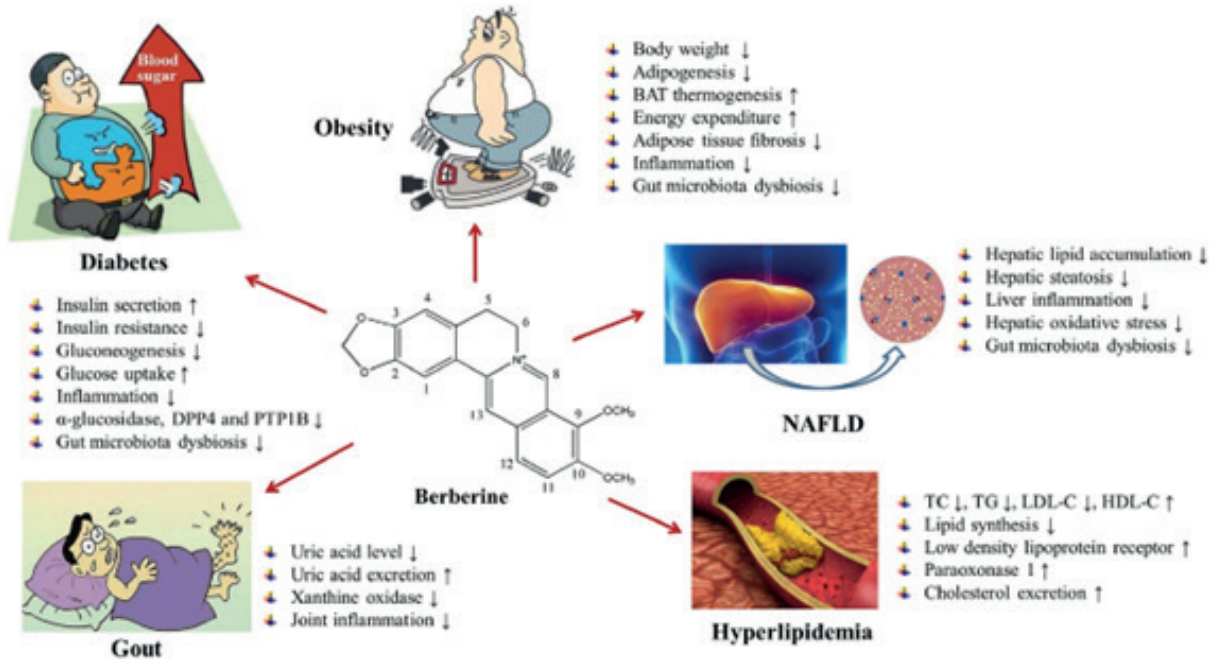 Blood
sugar
Diabetes
Insulin secretion ↑
Insulin resistance ↓
Gluconeogenesis ↓
Glucose uptake ↑
Inflammation ↓
α-glucosidase, DPP4 and PTP1B ↓
Gut microbiota dysbiosis ↓
Obesity
Body weight ↓
Adipogenesis ↓
BAT thermogenesis ↑
Energy expenditure ↑
Adipose tissue fibrosis ↓
Inflammation ↓
Gut microbiota dysbiosis ↓
NAFLD
Hepatic lipid accumulation ↓
Hepatic steatosis ↓
Liver inflammation ↓
Hepatic oxidative stress ↓
Gut microbiota dysbiosis ↓
O
O
N+
OCH3
OCH3
1
2
3
4
5
6
8
9
10
11
12
13
Berberine
Gout
Uric acid level ↓
Uric acid excretion ↑
Xanthine oxidase ↓
Joint inflammation ↓
Hyperlipidemia
TC ↓, TG ↓, LDL-C ↓, HDL-C ↑
Lipid synthesis ↓
Low density lipoprotein receptor ↑
Paraoxonase 1 ↑
Cholesterol excretion ↑